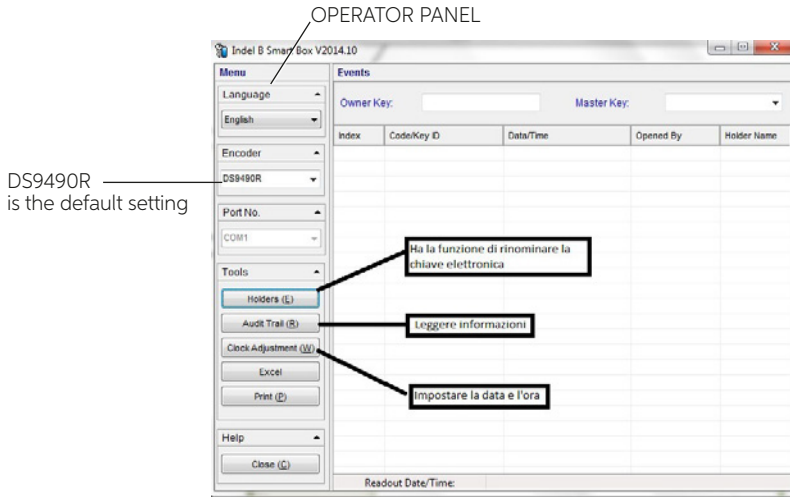 OPERATOR PANEL
Indel B Smart Box V2014.10
Menu
Events
Language
Owner Key:
Master Key:
English
Index Code/Key ID Data/Time Opened By Holder Name
Encoder
DS9490R
is the default setting
DS9490R
Port No.
COM1
Ha la funzione di rinominare la
chiave elettronica
Tools
Holders (E)
Audit Trail (R)
Leggere informazioni
Clock Adjustment (W)
Excel
Print (P)
Impostare la data e l'ora
Help
Close (C)
Readout Date/Time: